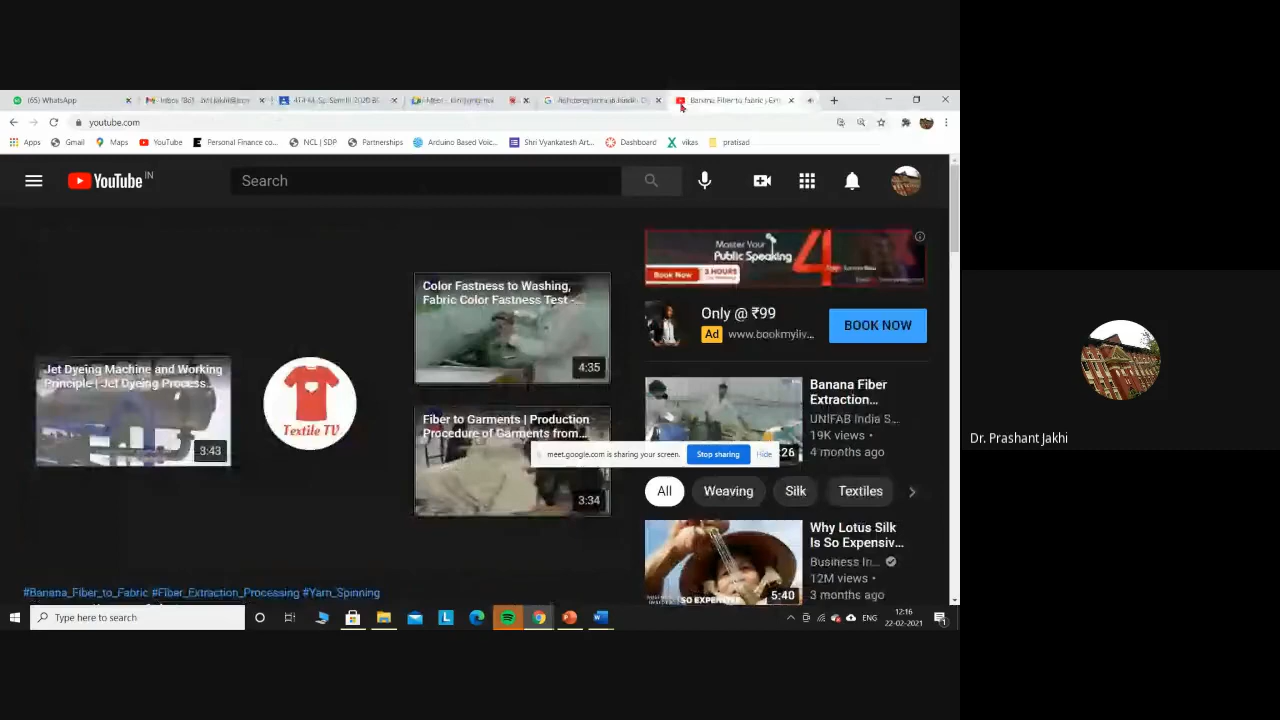 (65) WhatsApp
Banana Fiber to Fabric | Ext
youtube.com
Apps
Gmail
Maps
YouTube
Personal Finance co...
NCL | SDP
Partnerships
Arduino Based Voic...
Shri Vyankatesh Art...
Dashboard
vikas
pratisad
YouTube IN
Search
Color Fastness to Washing,
Fabric Color Fastness Test -
4:35
Jet Dyeing Machine and Working
Principle | Jet Dyeing Process...
3:43
Textile TV
Fiber to Garments | Production
Procedure of Garments from...
3:34
Master Your
Public Speaking
4
Book Now
3 HOURS
Only @ ₹99
Ad www.bookmyliv...
BOOK NOW
Banana Fiber
Extraction...
UNIFAB India S...
19K views •
4 months ago
:26
meet.google.com is sharing your screen.
Stop sharing
Hide
All
Weaving
Silk
Textiles
Why Lotus Silk
Is So Expensiv...
Business In...
12M views •
3 months ago
SO EXPENSIVE
5:40
#Banana_Fiber_to_Fabric #Fiber_Extraction_Processing #Yarn_Spinning
Type here to search
ENG
12:16
22-02-2021
Dr. Prashant Jakhi